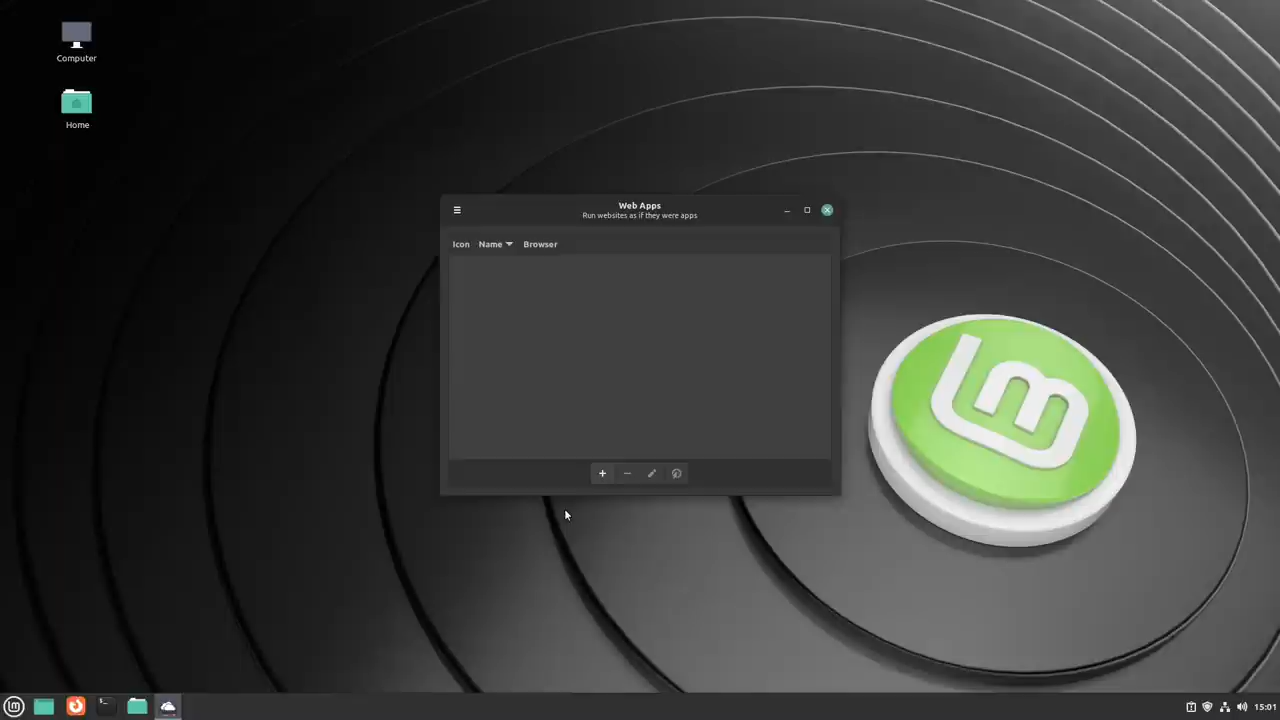 Computer
Home
Web Apps
Run websites as if they were apps
Icon Name Browser
15:01